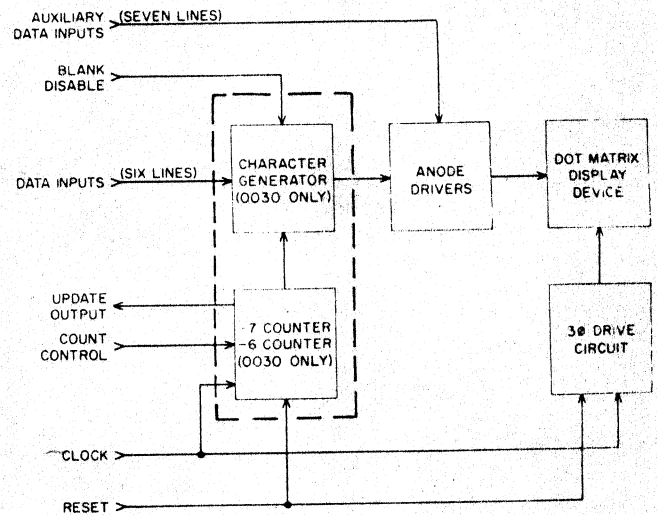 AUXILIARY (SEVEN LINES)
DATA INPUTS
BLANK
DISABLE
DATA INPUTS (SIX LINES)
CHARACTER
GENERATOR
(0030 ONLY)
ANODE
DRIVERS
DOT MATRIX
DISPLAY
DEVICE
UPDATE
OUTPUT
COUNT
CONTROL
-7 COUNTER
-6 COUNTER
(0030 ONLY)
3ø DRIVE
CIRCUIT
CLOCK
RESET